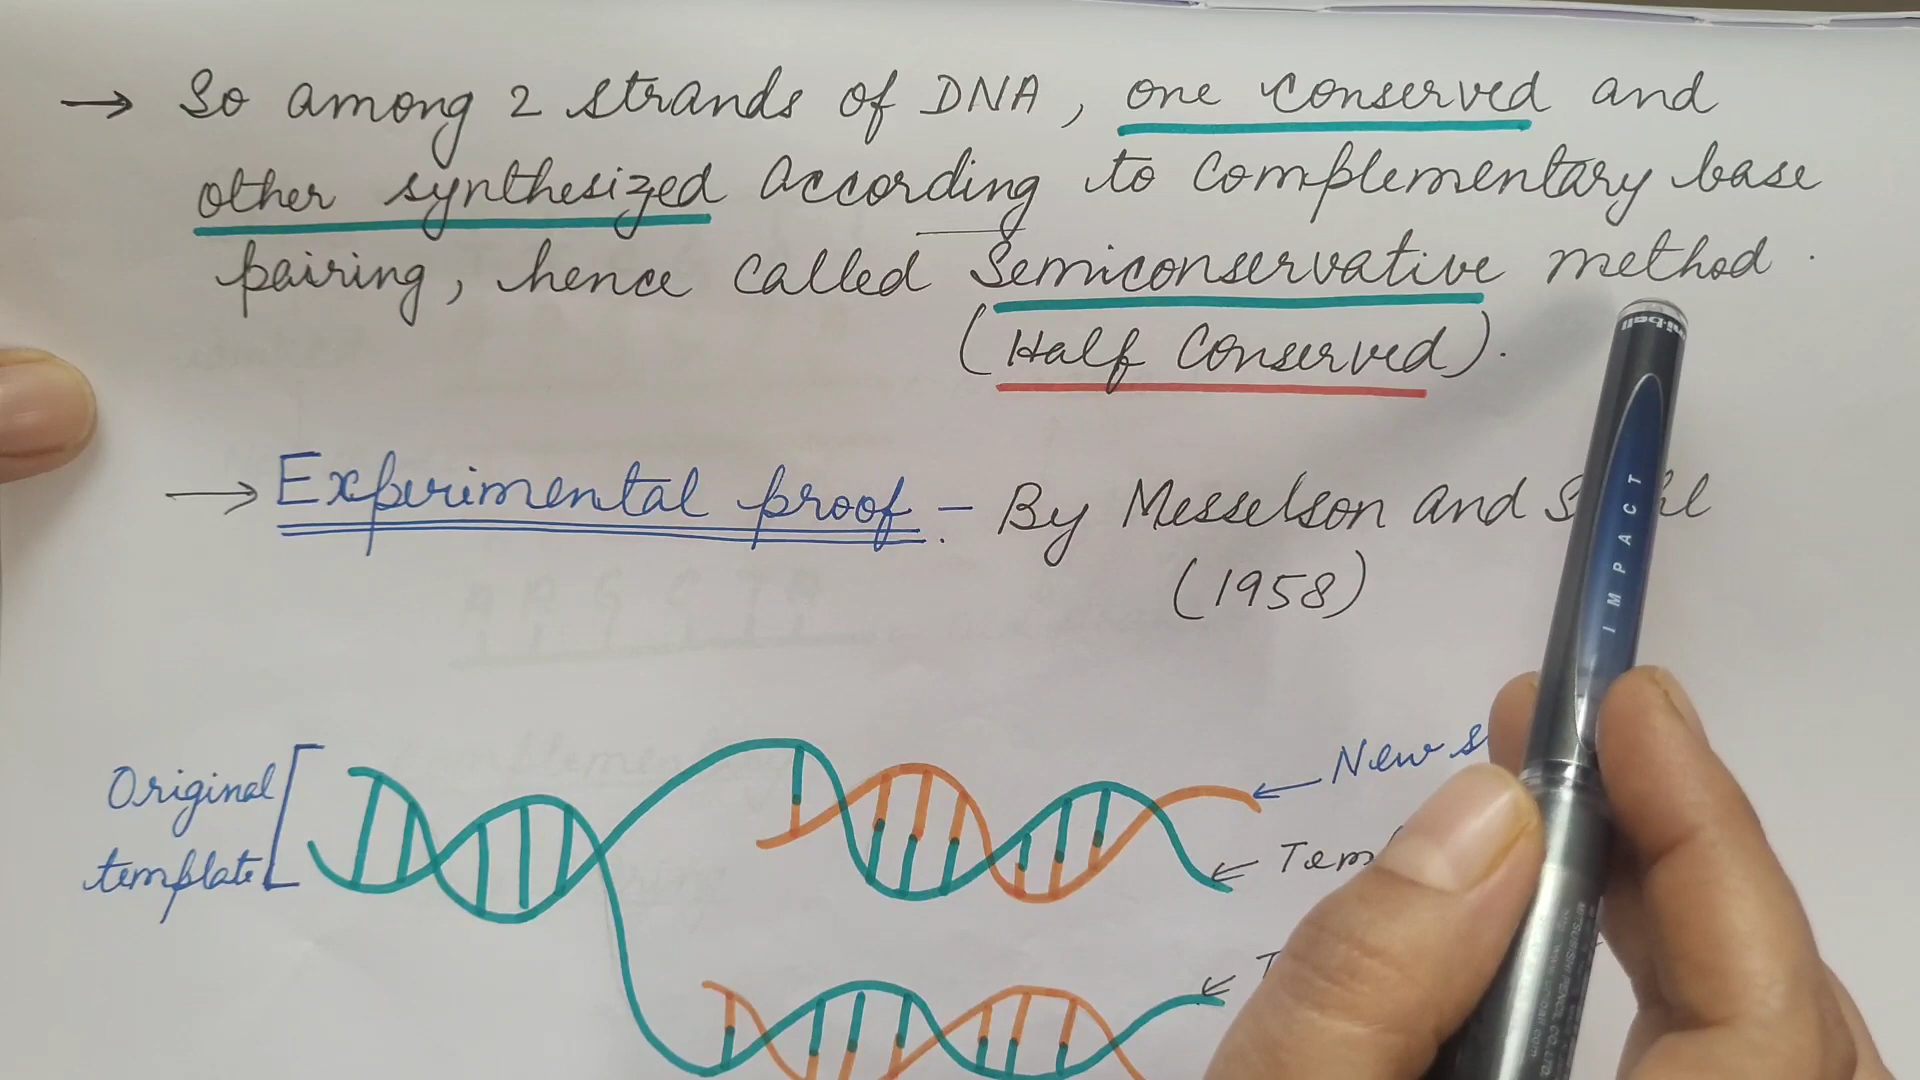 → So among 2 strands of DNA, one conserved and
other synthesized according to complementary base
pairing, hence called Semiconservative method.
(Half Conserved).
→ Experimental proof - By Messelson and
(1958)
Original
template
New
IMPACT